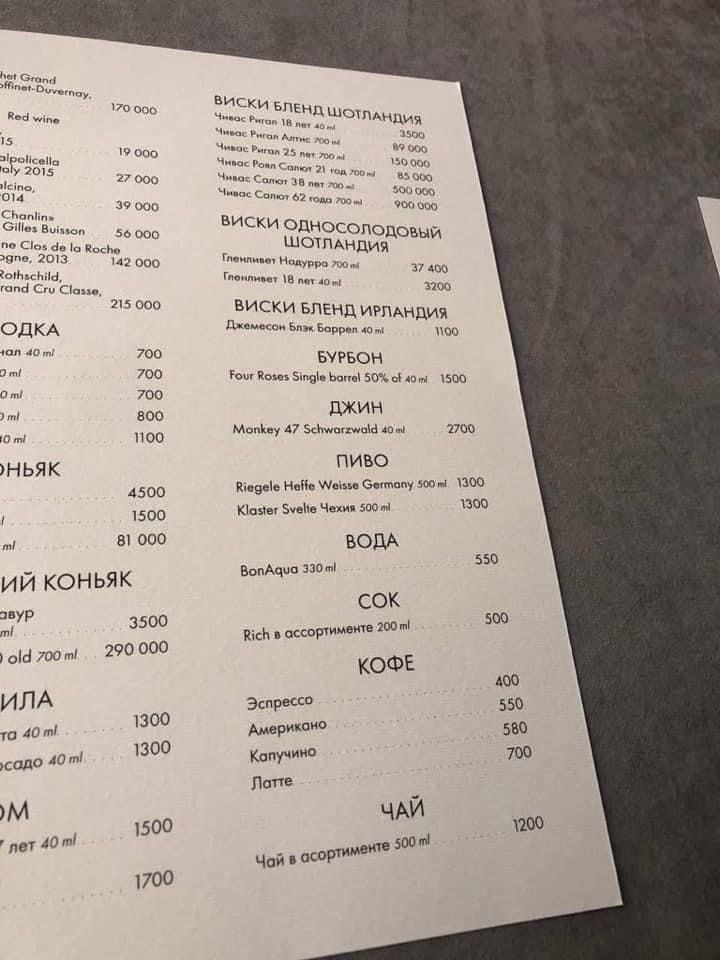 het Grand
offinet-Duvernay,
170 000
Red wine
15
19 000
alpolicella
taly 2015
27 000
alcino,
2014
39 000
Chanlin»
Gilles Buisson
56 000
ne Clos de la Roche
ogne, 2013
142 000
Rothschild,
rand Cru Classe,
215 000
ОДКА
нал 40 ml 700
0 ml 700
0 ml 700
0 ml 800
40 ml 1100
ОНЬЯК
4500
1500
ml 81 000
ИЙ КОНЬЯК
авур
ml 3500
old 700 ml 290 000
ИЛА
та 40 ml 1300
осадо 40 ml 1300
ОМ
7 лет 40 ml 1500
1700
ВИСКИ БЛЕНД ШОТЛАНДИЯ
Чивас Ригал 18 лет 40 ml 3500
Чивас Ригал Алтис 700 ml 89 000
Чивас Ригал 25 лет 700 ml 150 000
Чивас Роял Салют 21 год 700 ml 85 000
Чивас Салют 38 лет 700 ml 500 000
Чивас Салют 62 года 700 ml 900 000
ВИСКИ ОДНОСОЛОДОВЫЙ
ШОТЛАНДИЯ
Гленливет Надурра 700 ml 37 400
Гленливет 18 лет 40 ml 3200
ВИСКИ БЛЕНД ИРЛАНДИЯ
Джемесон Блэк Баррел 40 ml 1100
БУРБОН
Four Roses Single barrel 50% of 40 ml 1500
ДЖИН
Monkey 47 Schwarzwald 40 ml 2700
ПИВО
Riegele Heffe Weisse Germany 500 ml 1300
Klaster Svelte Чехия 500 ml 1300
ВОДА
BonAqua 330 ml 550
СОК
Rich в ассортименте 200 ml 500
КОФЕ
Эспрессо 400
Американо 550
Капучино 580
Латте 700
ЧАЙ
Чай в асортименте 500 ml 1200